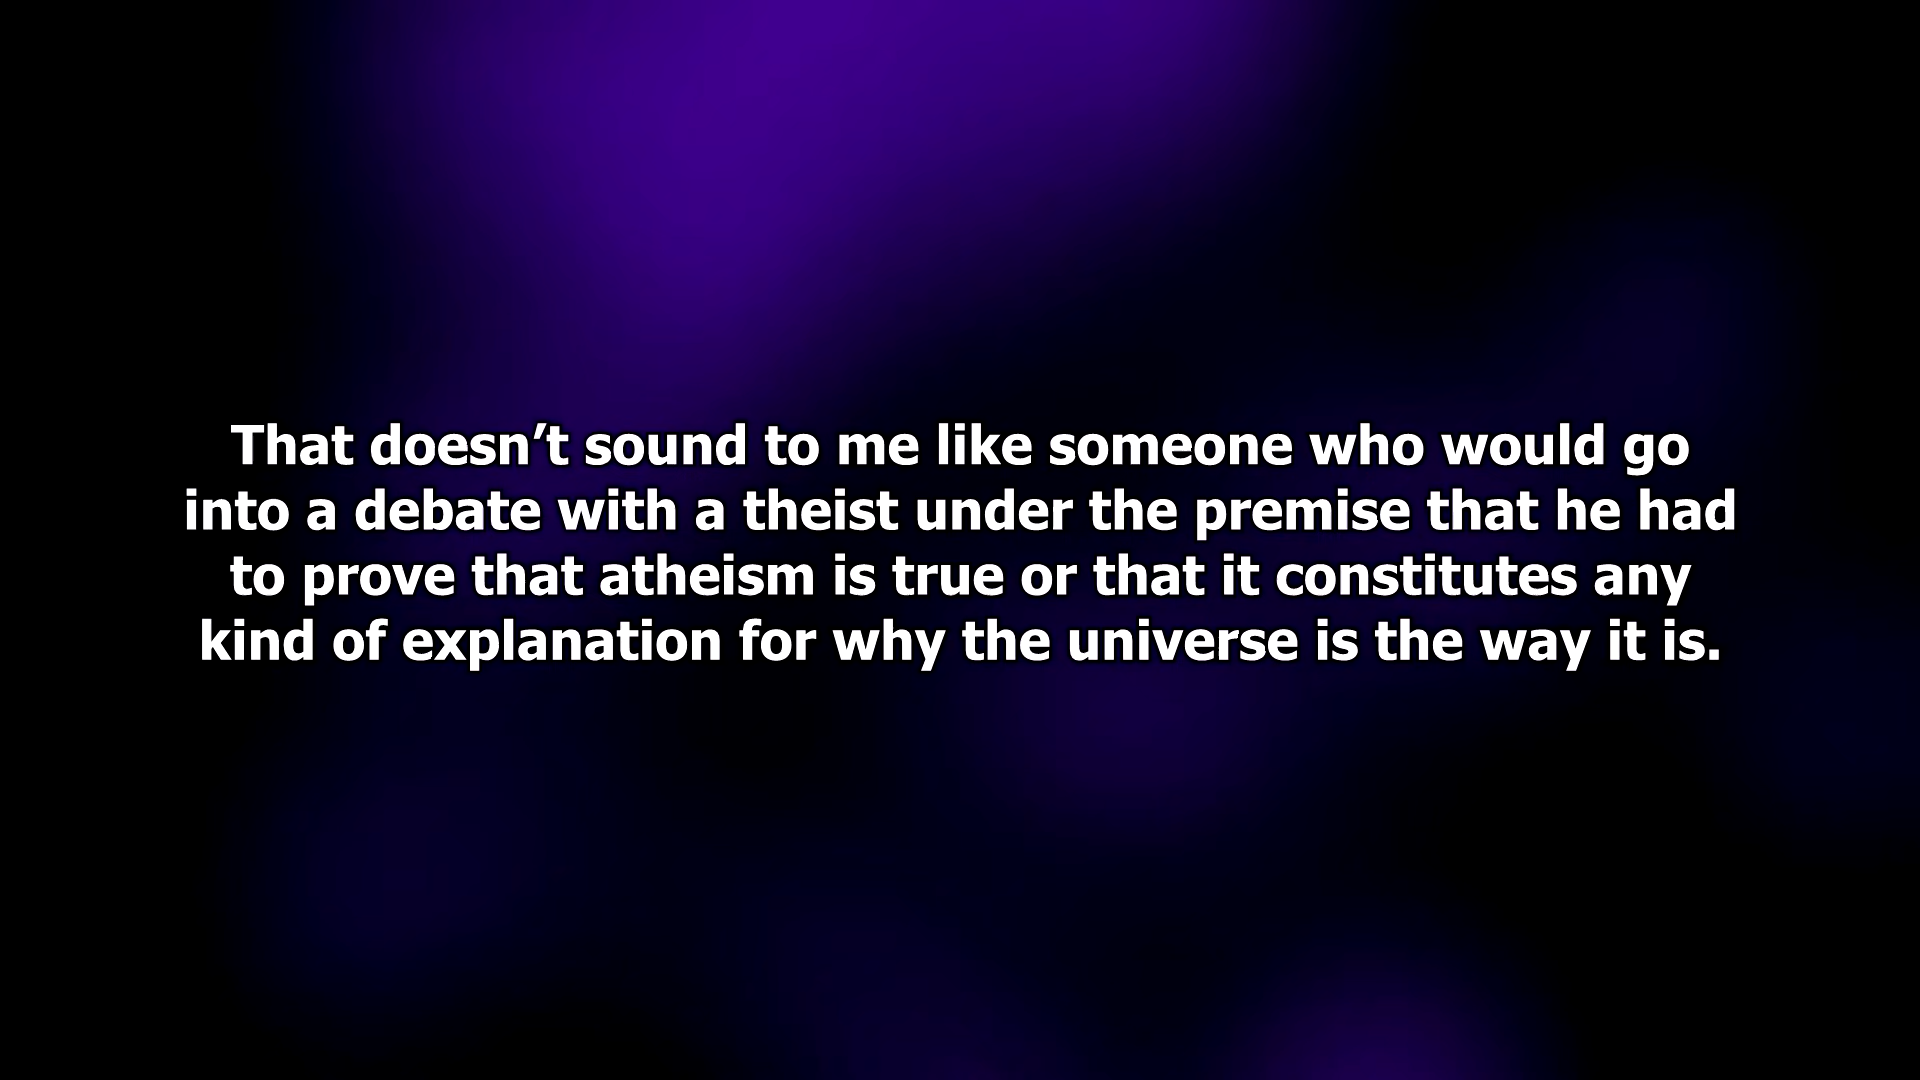 That doesn’t sound to me like someone who would go
into a debate with a theist under the premise that he had
to prove that atheism is true or that it constitutes any
kind of explanation for why the universe is the way it is.